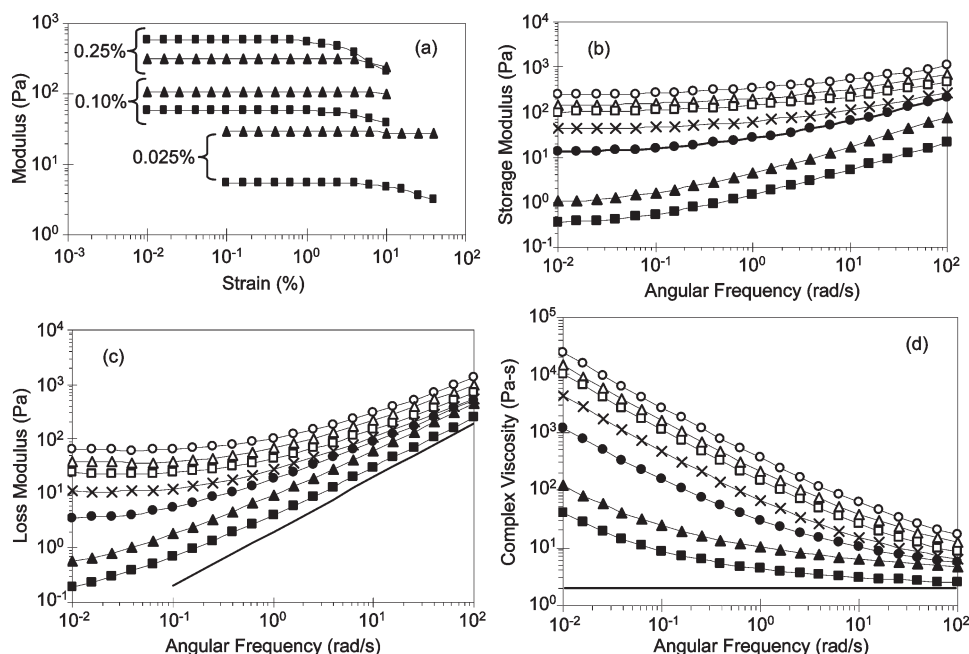 (a)
10³
10²
10¹
10⁰
Modulus (Pa)
0.25%
0.10%
0.025%
10⁻³ 10⁻² 10⁻¹ 10⁰ 10¹ 10²
Strain (%)
(b)
10⁴
10³
10²
10¹
10⁰
10⁻¹
Storage Modulus (Pa)
10⁻² 10⁻¹ 10⁰ 10¹ 10²
Angular Frequency (rad/s)
(c)
10⁴
10³
10²
10¹
10⁰
10⁻¹
Loss Modulus (Pa)
10⁻² 10⁻¹ 10⁰ 10¹ 10²
Angular Frequency (rad/s)
(d)
10⁵
10⁴
10³
10²
10¹
10⁰
Complex Viscosity (Pa-s)
10⁻² 10⁻¹ 10⁰ 10¹ 10²
Angular Frequency (rad/s)